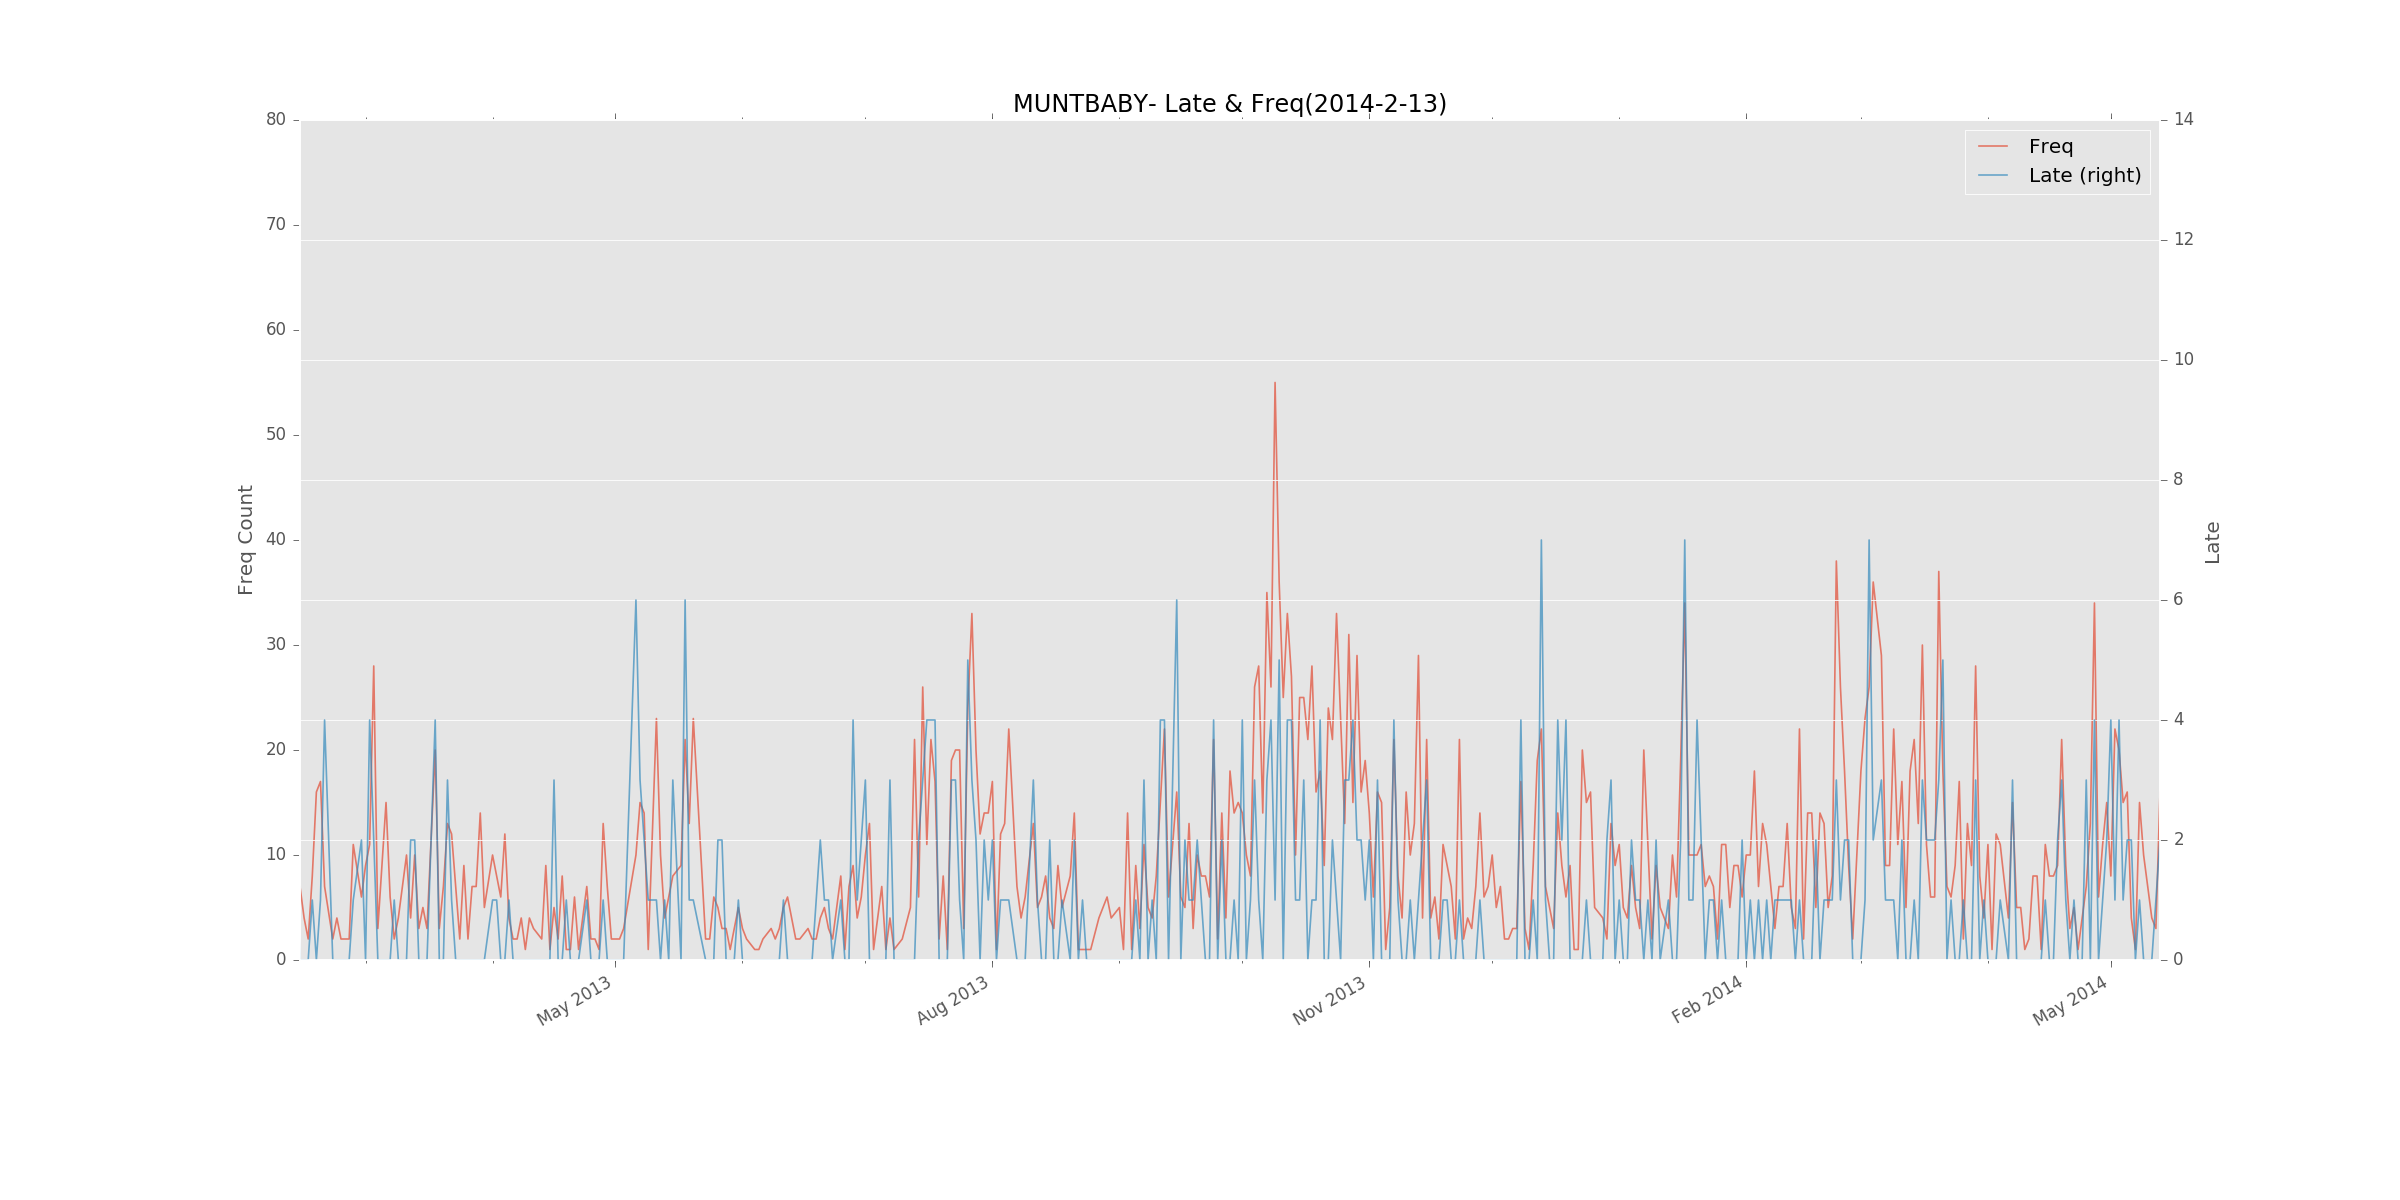 MUNTBABY- Late & Freq(2014-2-13)
Freq
Late (right)
80
70
60
50
40
30
20
10
0
Freq Count
14
12
10
8
6
4
2
0
Late
May 2013
Aug 2013
Nov 2013
Feb 2014
May 2014